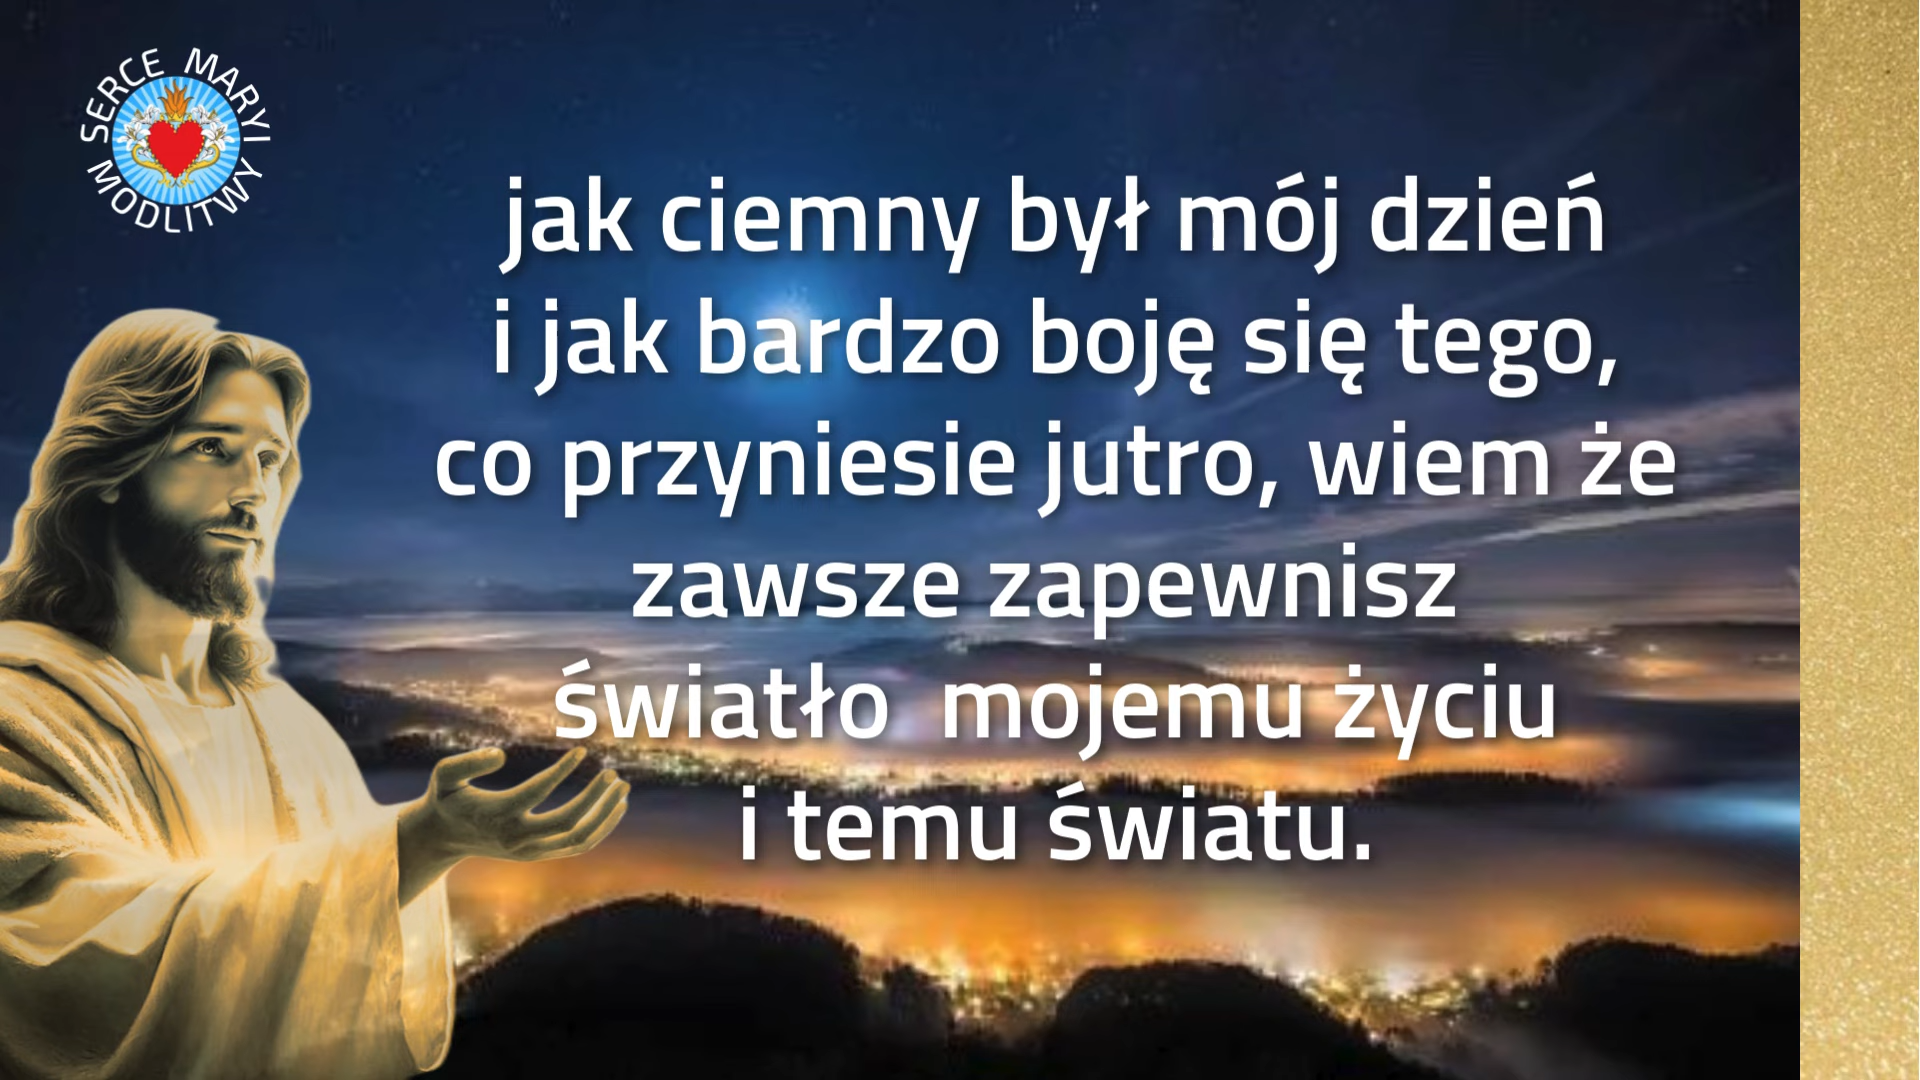 SERCE MARYI
MODLITWY
jak ciemny był mój dzień
i jak bardzo boję się tego,
co przyniesie jutro, wiem że
zawsze zapewnisz
światło  mojemu życiu
i temu światu.